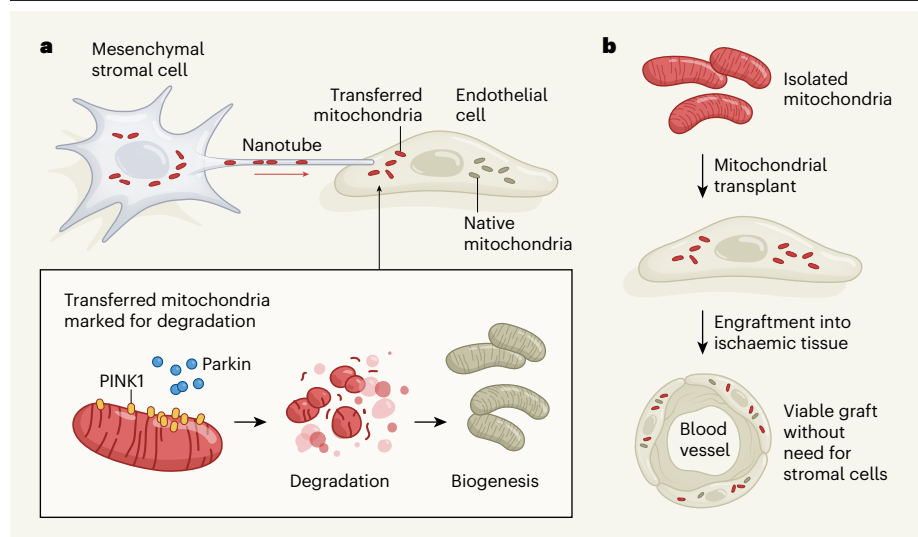 a
Mesenchymal
stromal cell
Nanotube
Transferred
mitochondria
Endothelial
cell
Native
mitochondria
Transferred mitochondria
marked for degradation
PINK1
Parkin
Degradation
Biogenesis
b
Isolated
mitochondria
Mitochondrial
transplant
Engraftment into
ischaemic tissue
Blood
vessel
Viable graft
without
need for
stromal cells